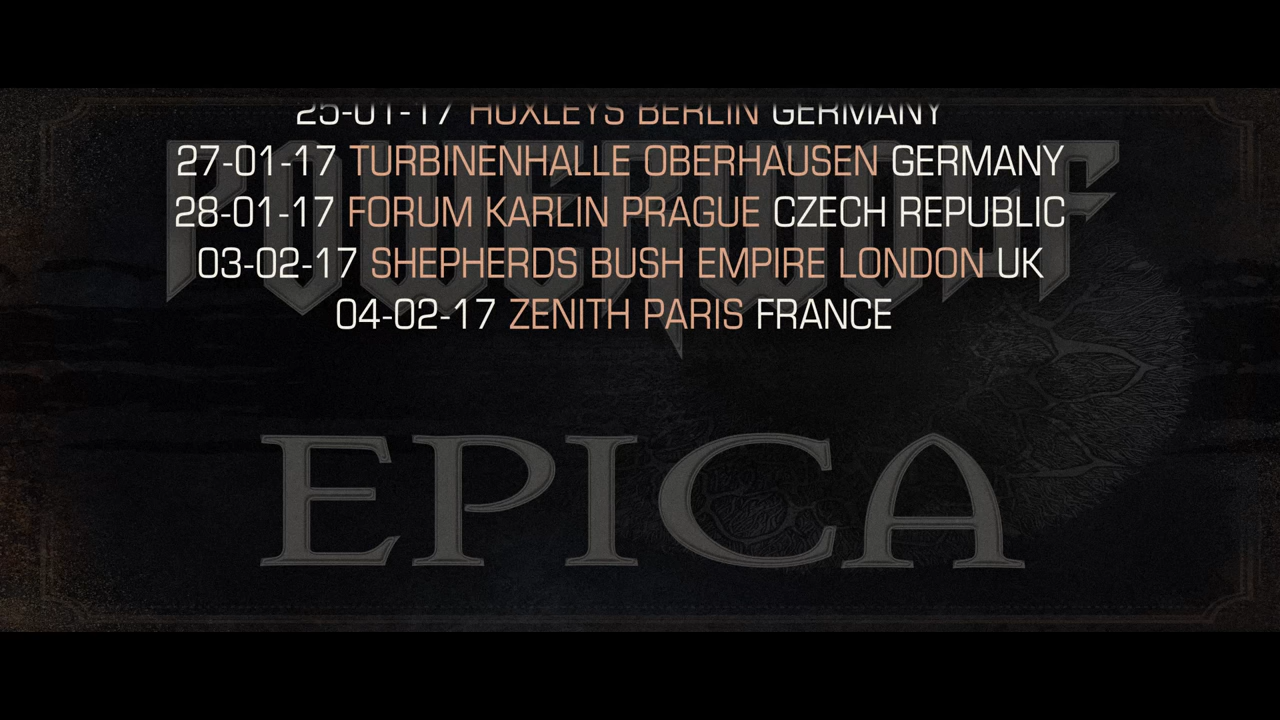 25-01-17 HUXLEYS BERLIN GERMANY
27-01-17 TURBINENHALLE OBERHAUSEN GERMANY
28-01-17 FORUM KARLIN PRAGUE CZECH REPUBLIC
03-02-17 SHEPHERDS BUSH EMPIRE LONDON UK
04-02-17 ZENITH PARIS FRANCE
POWERWOLF
EPICA